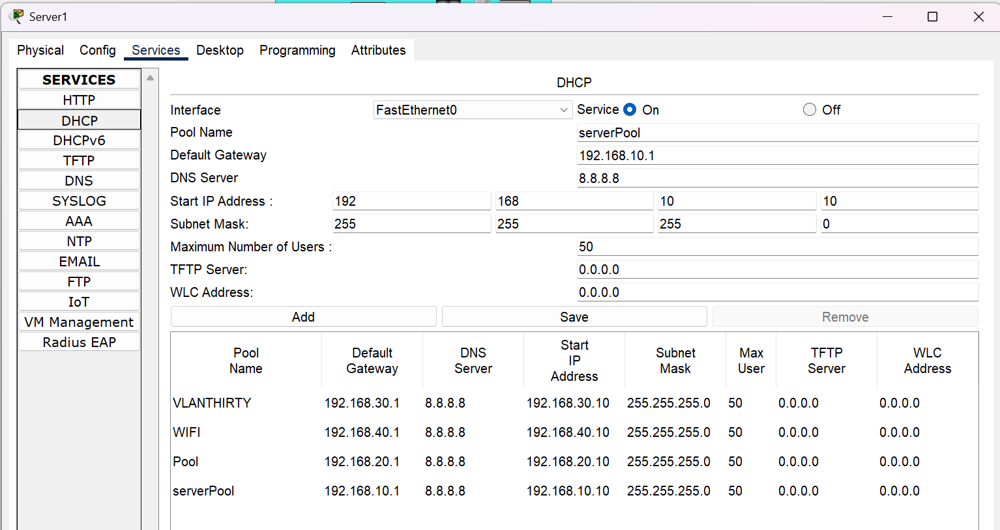 Server1
Physical Config Services Desktop Programming Attributes
SERVICES
HTTP
DHCP
DHCPv6
TFTP
DNS
SYSLOG
AAA
NTP
EMAIL
FTP
IoT
VM Management
Radius EAP
DHCP
Interface FastEthernet0 Service On Off
Pool Name serverPool
Default Gateway 192.168.10.1
DNS Server 8.8.8.8
Start IP Address : 192 168 10 10
Subnet Mask: 255 255 255 0
Maximum Number of Users : 50
TFTP Server: 0.0.0.0
WLC Address: 0.0.0.0
Add Save Remove
Pool Name Default Gateway DNS Server Start IP Address Subnet Mask Max User TFTP Server WLC Address
VLANTHIRTY 192.168.30.1 8.8.8.8 192.168.30.10 255.255.255.0 50 0.0.0.0 0.0.0.0
WIFI 192.168.40.1 8.8.8.8 192.168.40.10 255.255.255.0 50 0.0.0.0 0.0.0.0
Pool 192.168.20.1 8.8.8.8 192.168.20.10 255.255.255.0 50 0.0.0.0 0.0.0.0
serverPool 192.168.10.1 8.8.8.8 192.168.10.10 255.255.255.0 50 0.0.0.0 0.0.0.0